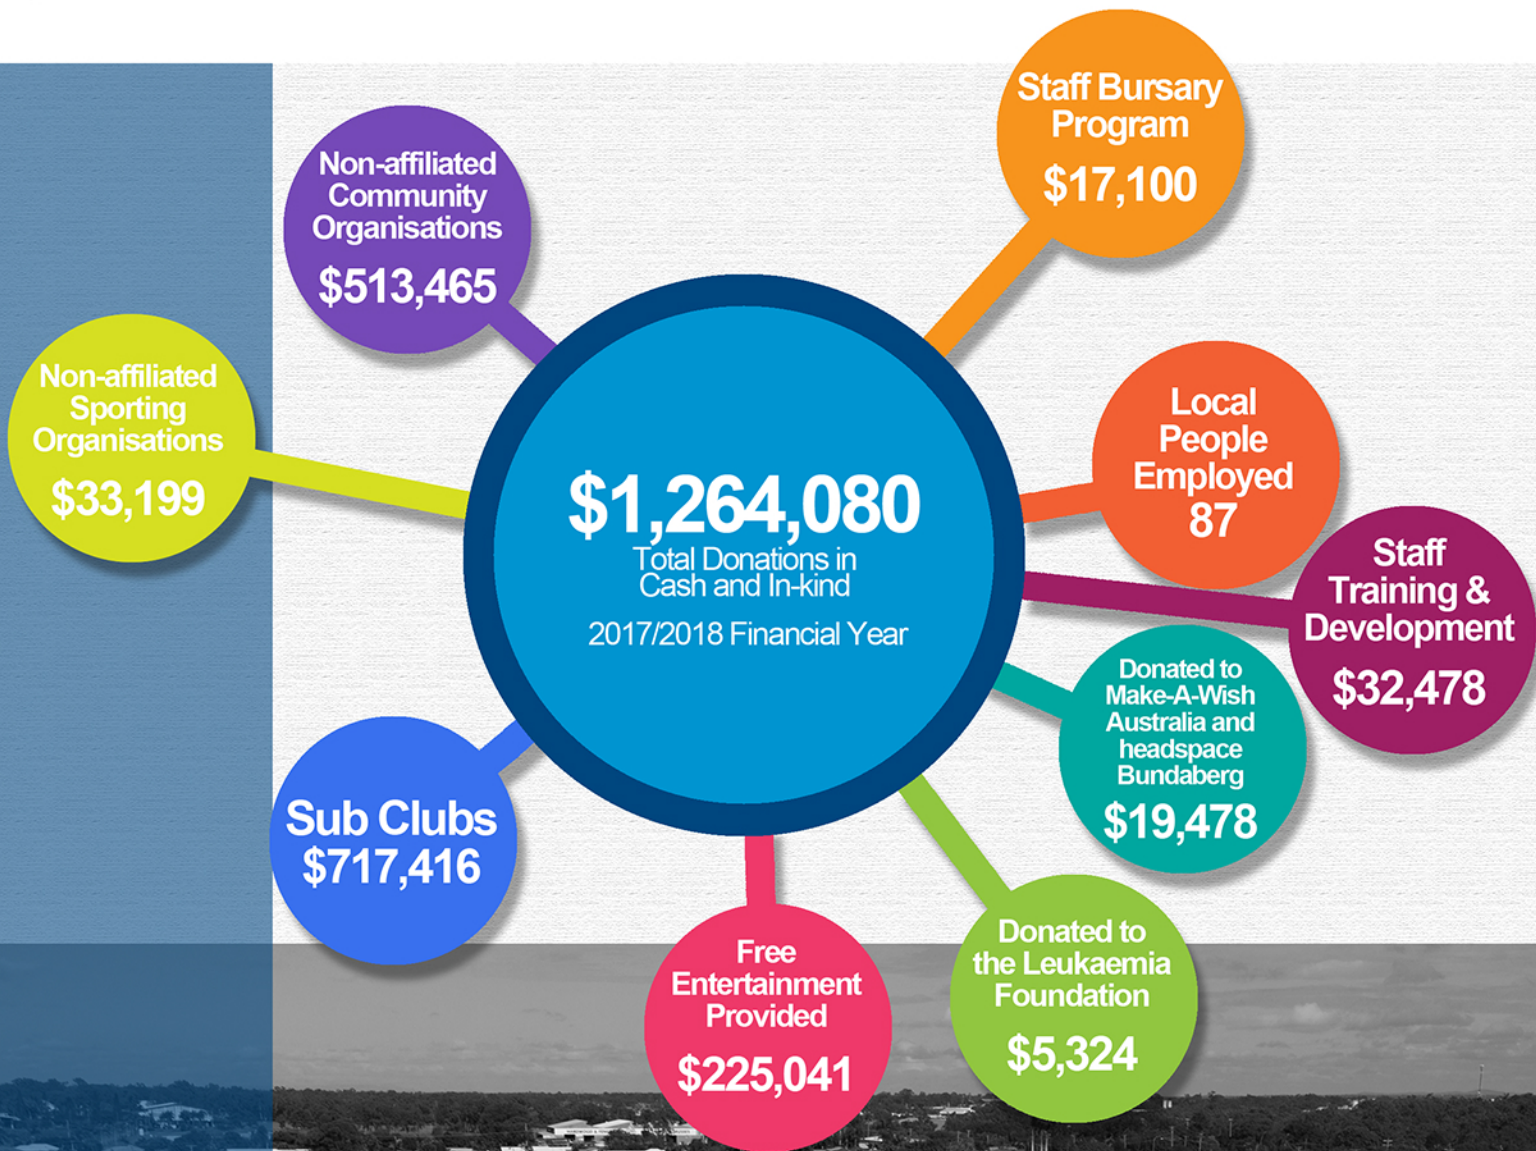 Staff Bursary
Program
$17,100
Non-affiliated
Community
Organisations
$513,465
Non-affiliated
Sporting
Organisations
$33,199
$1,264,080
Total Donations in
Cash and In-kind
2017/2018 Financial Year
Local
People
Employed
87
Staff
Training &
Development
$32,478
Donated to
Make-A-Wish
Australia and
headspace
Bundaberg
$19,478
Sub Clubs
$717,416
Free
Entertainment
Provided
$225,041
Donated to
the Leukaemia
Foundation
$5,324